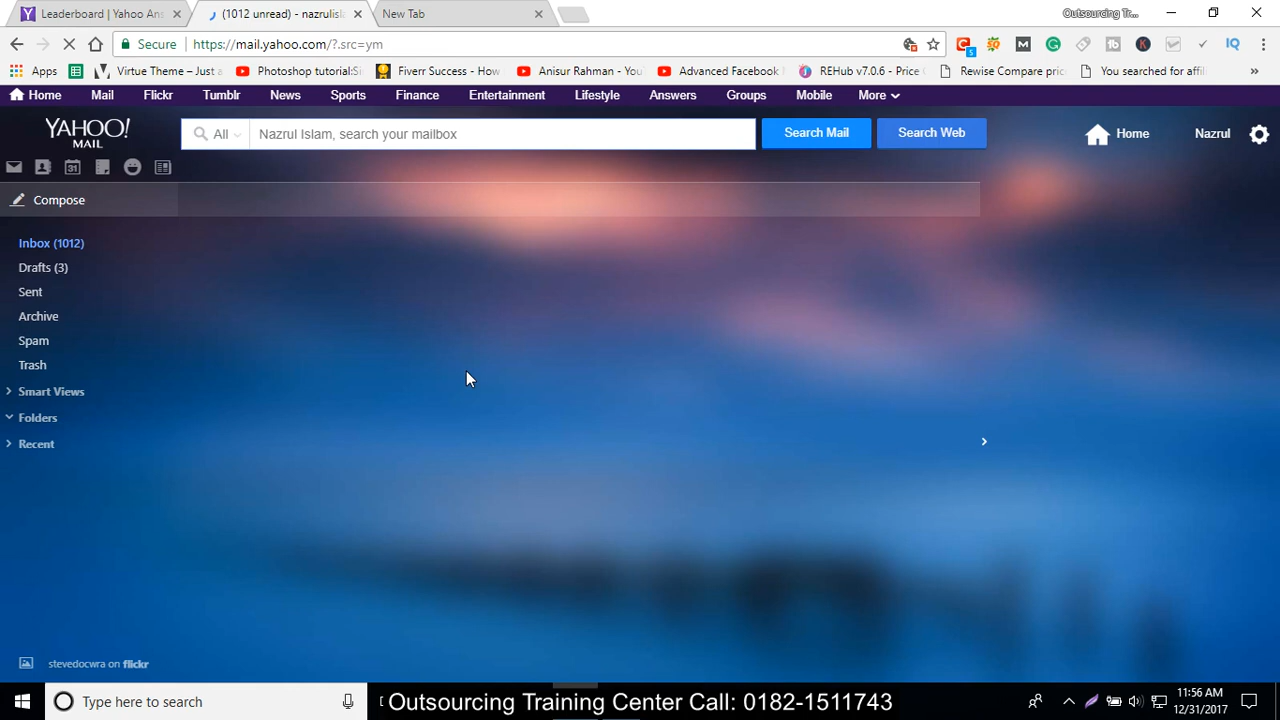 Leaderboard | Yahoo Ans
(1012 unread) - nazrulisla
New Tab
Outsourcing Tr...
Secure
https://mail.yahoo.com/?.src=ym
Apps
Virtue Theme – Just a
Photoshop tutorial:Si
Fiverr Success - How
Anisur Rahman - You
Advanced Facebook
REHub v7.0.6 - Price C
Rewise Compare pric
You searched for affil
»
Home
Mail
Flickr
Tumblr
News
Sports
Finance
Entertainment
Lifestyle
Answers
Groups
Mobile
More
YAHOO!
MAIL
All
Nazrul Islam, search your mailbox
Search Mail
Search Web
Home
Nazrul
31
Compose
Inbox (1012)
Drafts (3)
Sent
Archive
Spam
Trash
Smart Views
Folders
Recent
stevedocwra on flickr
Type here to search
Outsourcing Training Center Call: 0182-1511743
11:56 AM
12/31/2017